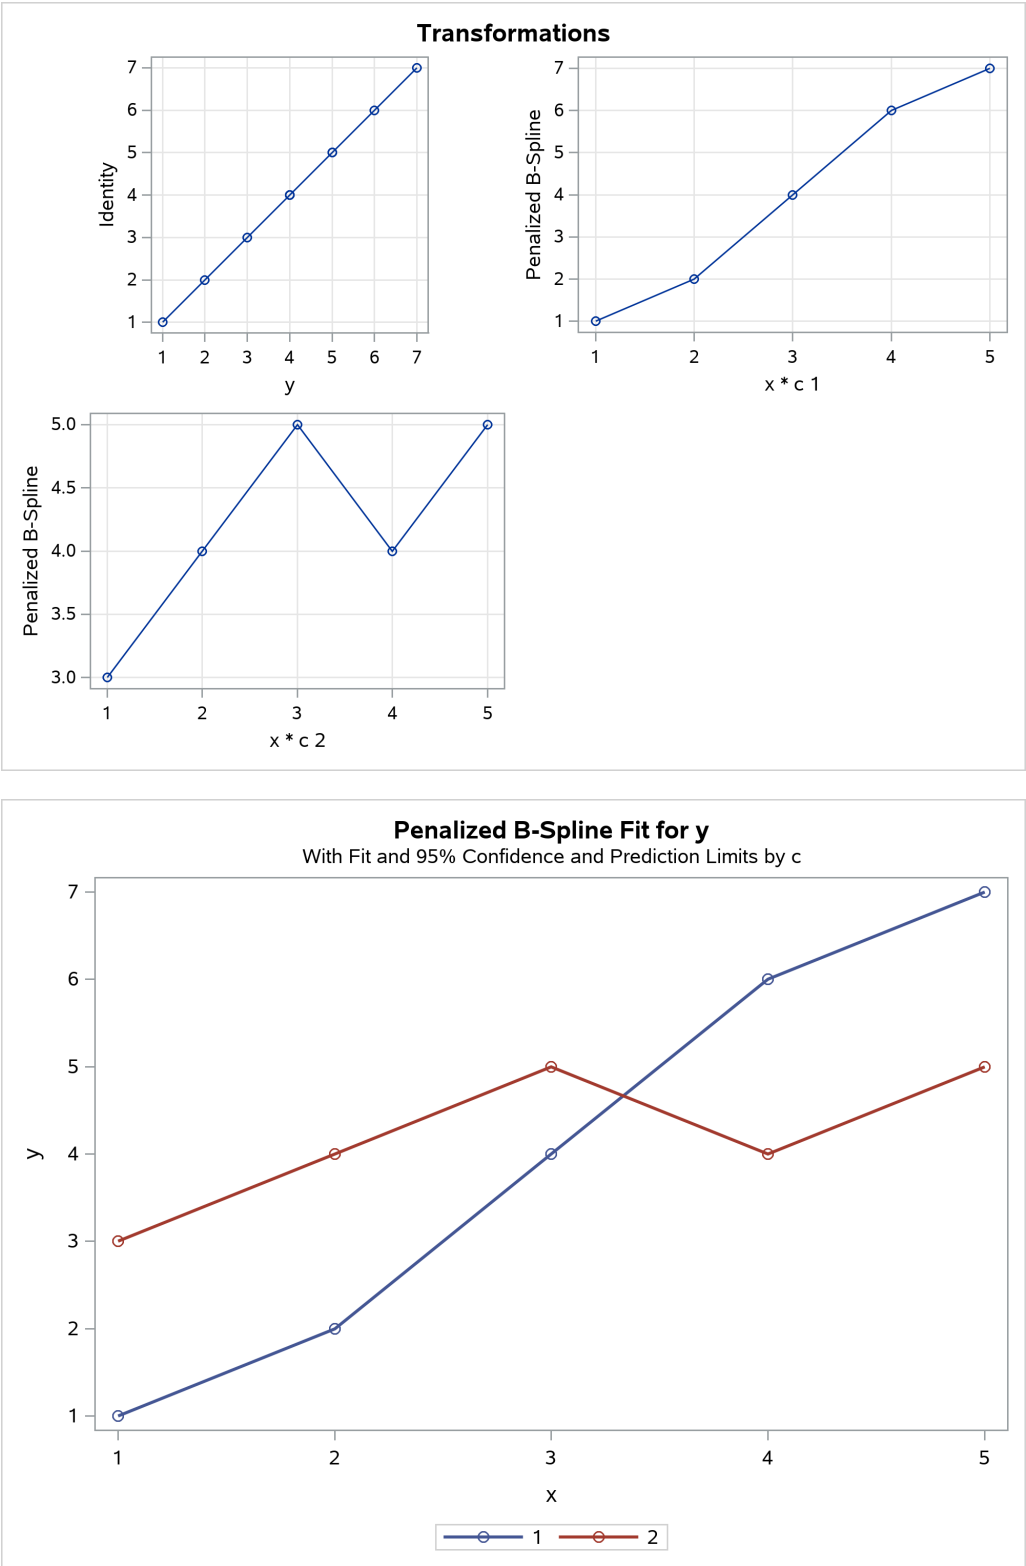 Transformations
7
6
5
4
3
2
1
Identity
1 2 3 4 5 6 7
y
7
6
5
4
3
2
1
Penalized B-Spline
1 2 3 4 5
x * c 1
5.0
4.5
4.0
3.5
3.0
Penalized B-Spline
1 2 3 4 5
x * c 2
Penalized B-Spline Fit for y
With Fit and 95% Confidence and Prediction Limits by c
7
6
5
4
3
2
1
y
1 2 3 4 5
x
1 2